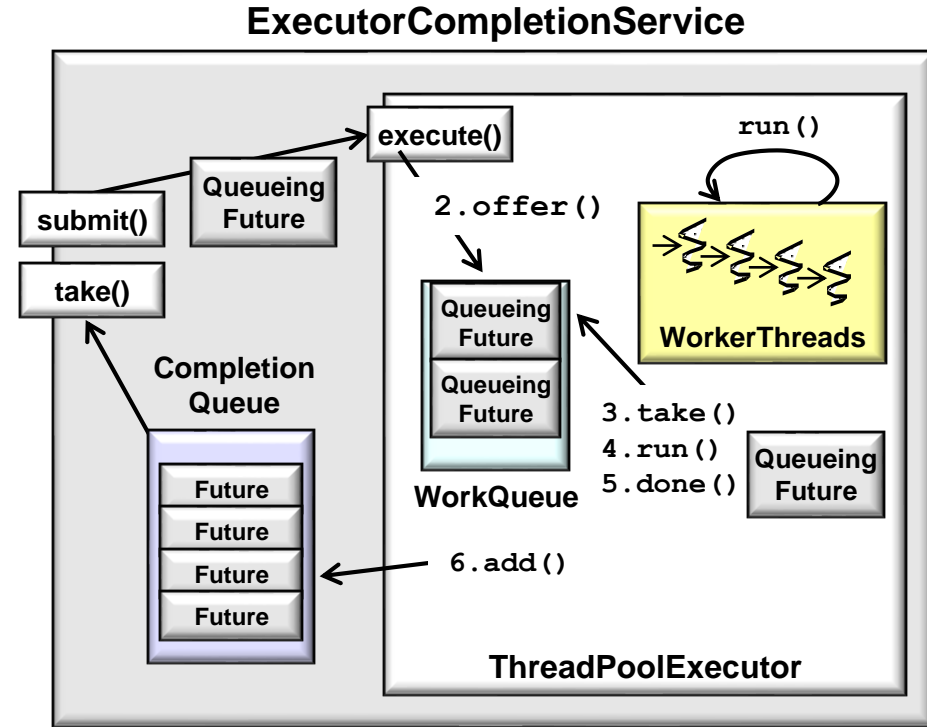 ExecutorCompletionService
execute()
run()
Queueing
Future
submit()
2.offer()
take()
Queueing
Future
WorkerThreads
Completion
Queue
Queueing
Future
3.take()
4.run()
5.done()
Queueing
Future
WorkQueue
Future
Future
Future
Future
6.add()
ThreadPoolExecutor